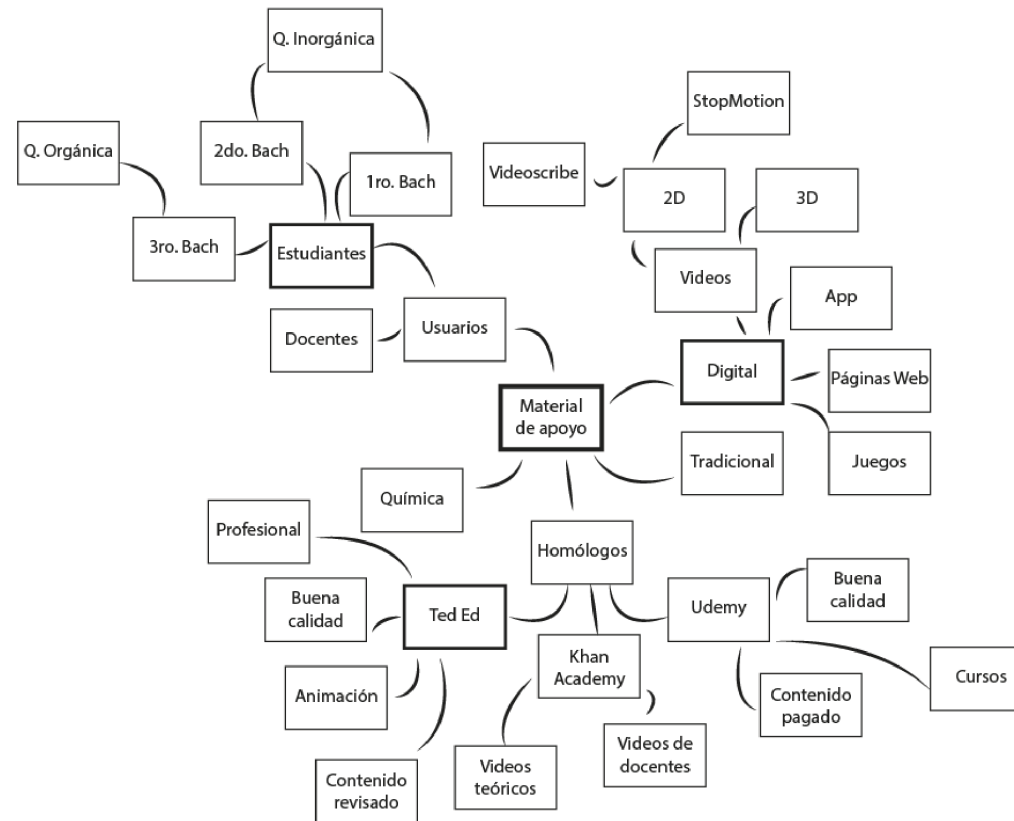 Q. Inorgánica
StopMotion
Q. Orgánica
2do. Bach
1ro. Bach
Videoscribe
2D
3D
3ro. Bach
Estudiantes
Videos
App
Docentes
Usuarios
Digital
Páginas Web
Material
de apoyo
Tradicional
Juegos
Química
Profesional
Homólogos
Buena
calidad
Ted Ed
Udemy
Buena
calidad
Khan
Academy
Animación
Cursos
Contenido
pagado
Contenido
revisado
Videos
teóricos
Videos de
docentes